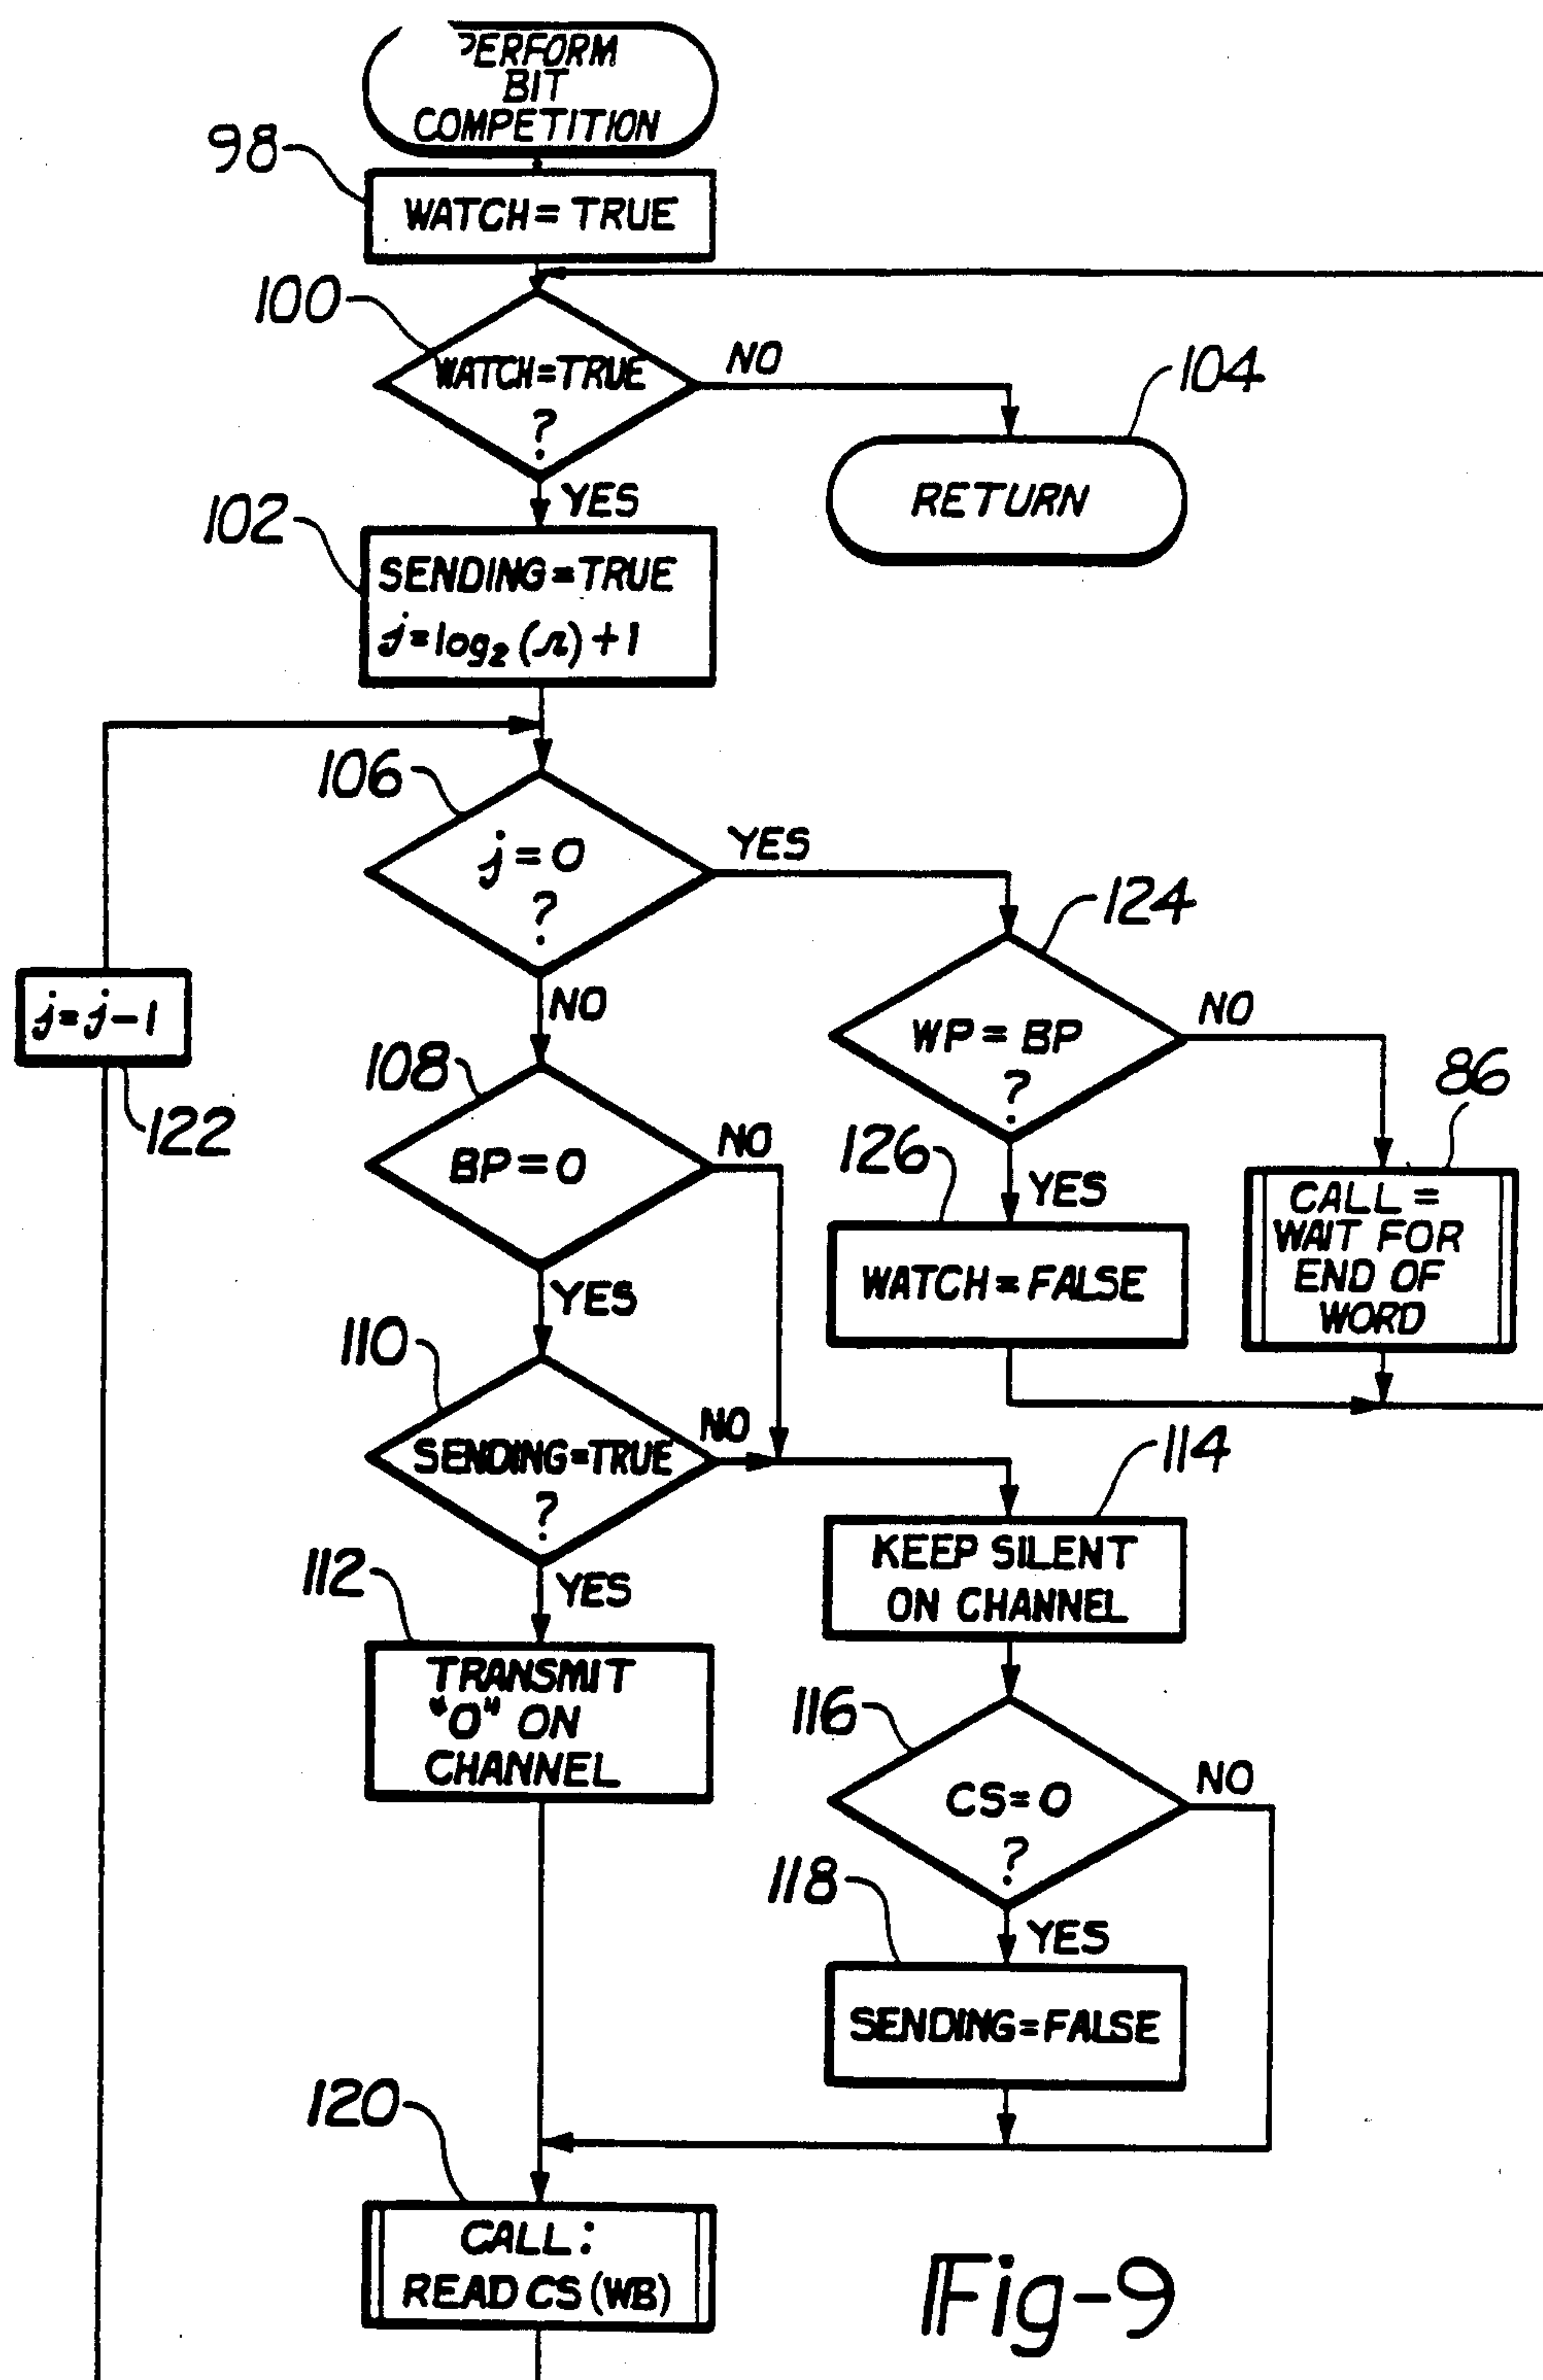 PERFORM
BIT
COMPETITION
98
WATCH = TRUE
100
WATCH=TRUE
?
NO
104
RETURN
YES
102
SENDING=TRUE
j=log₂(n)+1
106
j=0
?
YES
124
NO
WP = BP
?
NO
86
j=j-1
122
108
BP=0
NO
126
YES
CALL =
WAIT FOR
END OF
WORD
WATCH=FALSE
YES
110
SENDING=TRUE
?
NO
114
KEEP SILENT
ON CHANNEL
112
YES
TRANSMIT
"0" ON
CHANNEL
116
CS=0
?
NO
118
YES
SENDING=FALSE
120
CALL:
READ CS (WB)
Fig-9